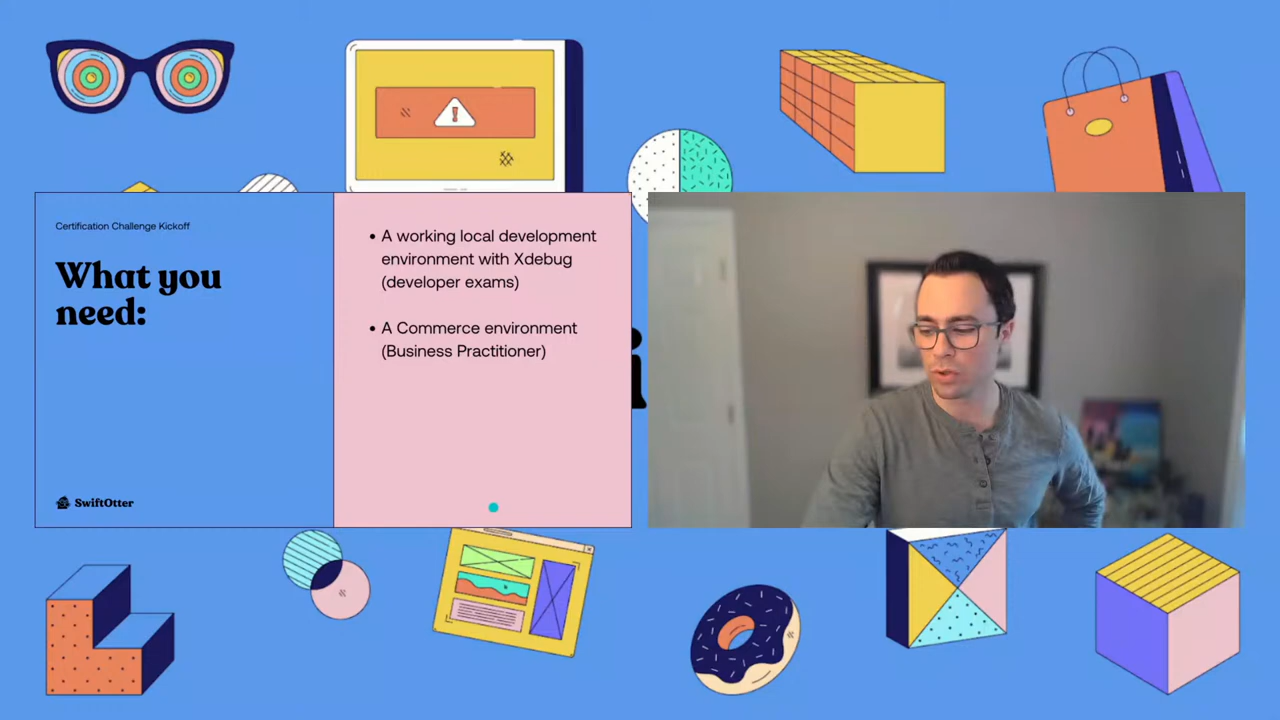 Certification Challenge Kickoff
What you
need:
• A working local development
environment with Xdebug
(developer exams)
• A Commerce environment
(Business Practitioner)
SwiftOtter